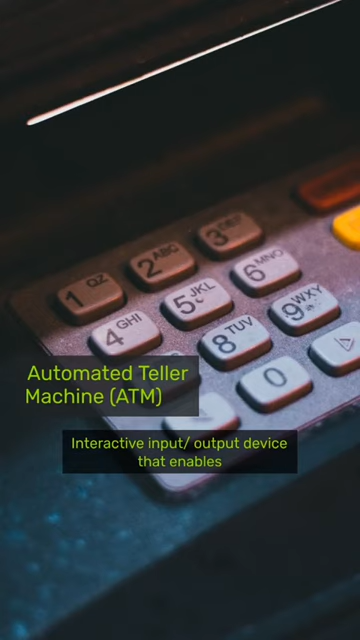 1 QZ
2 ABC
3 DEF
4 GHI
5 JKL
6 MNO
8 TUV
9 WXY
0
Automated Teller
Machine (ATM)
Interactive input/ output device
that enables